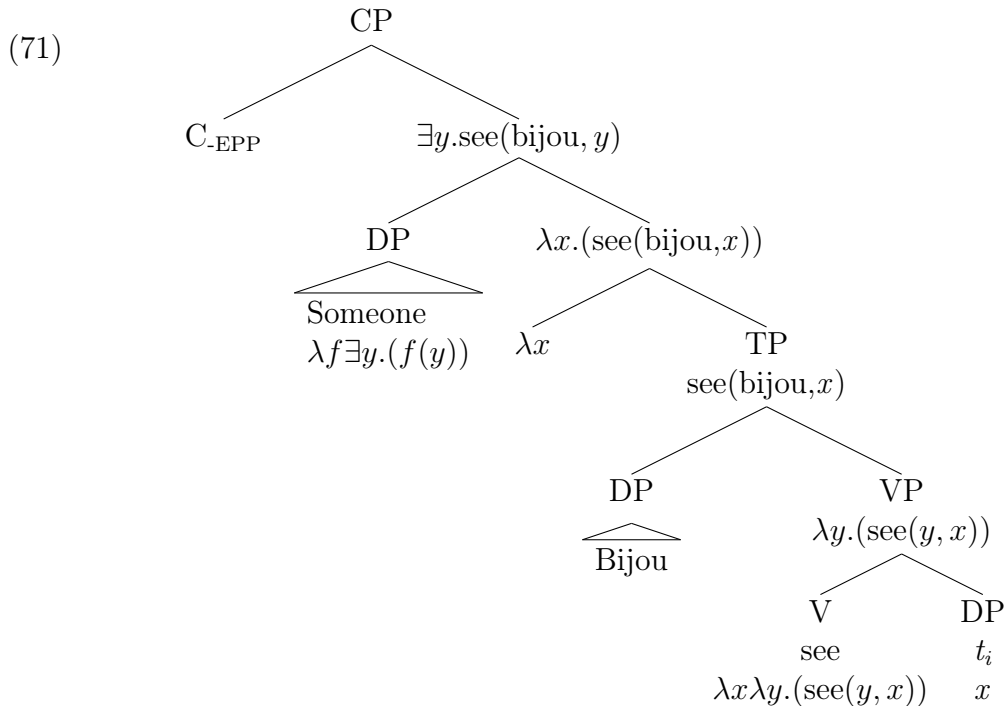 (71)
CP
C-EPP
∃y.see(bijou, y)
DP
λx.(see(bijou,x))
Someone
λf∃y.(f(y))
λx
TP
see(bijou,x)
DP
VP
λy.(see(y, x))
Bijou
V DP
see t_i
λxλy.(see(y, x)) x